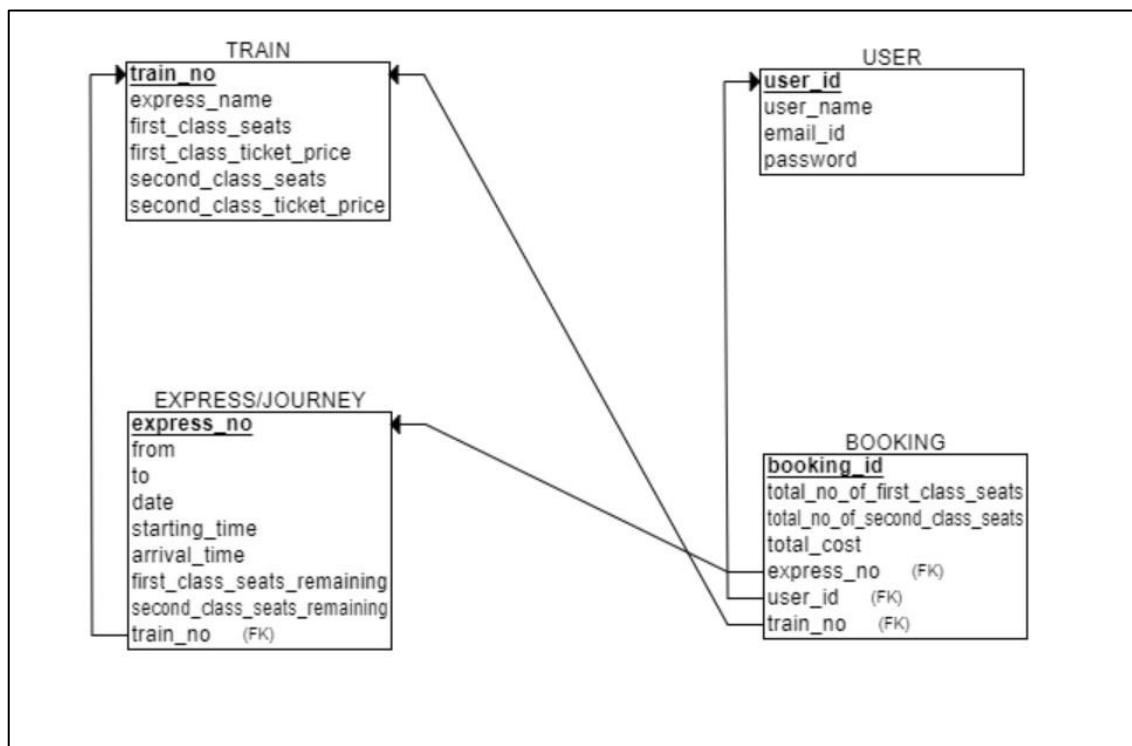 TRAIN
train_no
express_name
first_class_seats
first_class_ticket_price
second_class_seats
second_class_ticket_price
USER
user_id
user_name
email_id
password
EXPRESS/JOURNEY
express_no
from
to
date
starting_time
arrival_time
first_class_seats_remaining
second_class_seats_remaining
train_no (FK)
BOOKING
booking_id
total_no_of_first_class_seats
total_no_of_second_class_seats
total_cost
express_no (FK)
user_id (FK)
train_no (FK)